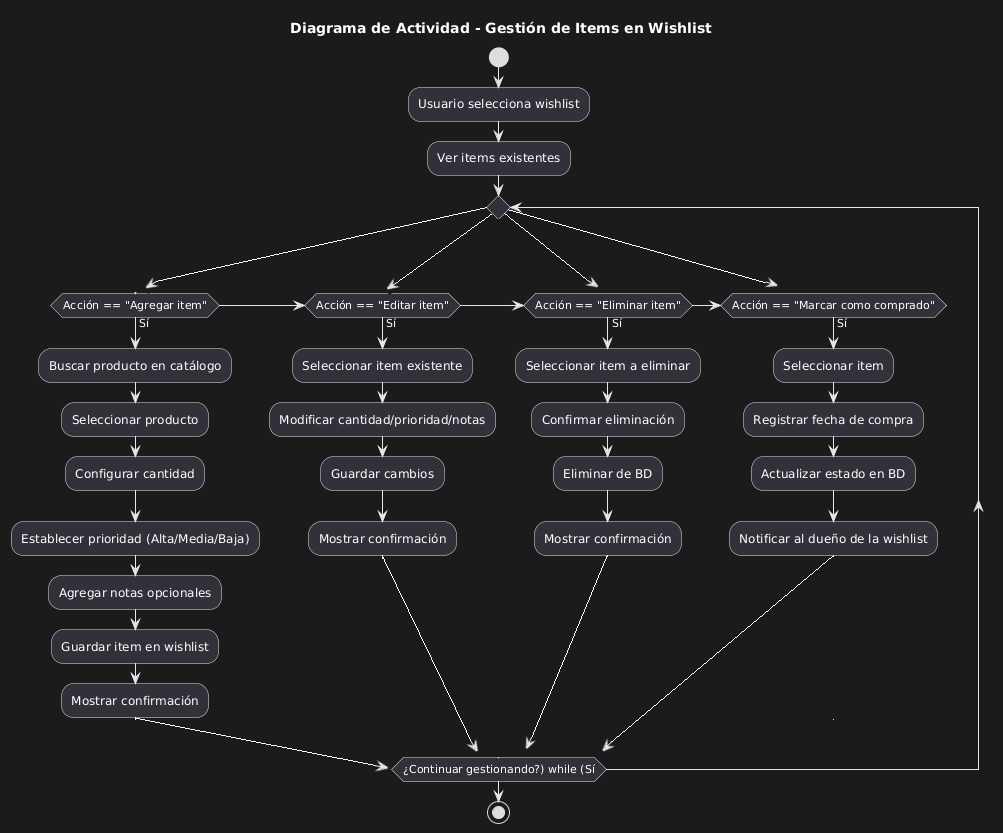 Diagrama de Actividad - Gestión de Items en Wishlist
Usuario selecciona wishlist
Ver items existentes
Acción == "Agregar item"
Sí
Buscar producto en catálogo
Seleccionar producto
Configurar cantidad
Establecer prioridad (Alta/Media/Baja)
Agregar notas opcionales
Guardar item en wishlist
Mostrar confirmación
Acción == "Editar item"
Sí
Seleccionar item existente
Modificar cantidad/prioridad/notas
Guardar cambios
Mostrar confirmación
Acción == "Eliminar item"
Sí
Seleccionar item a eliminar
Confirmar eliminación
Eliminar de BD
Mostrar confirmación
Acción == "Marcar como comprado"
Sí
Seleccionar item
Registrar fecha de compra
Actualizar estado en BD
Notificar al dueño de la wishlist
¿Continuar gestionando?) while (Sí